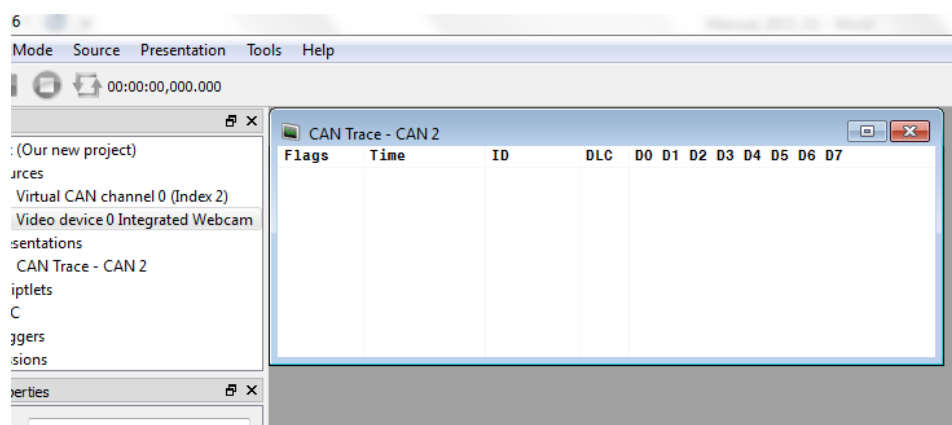 6
Mode Source Presentation Tools Help
00:00:00,000.000
: (Our new project)
urces
Virtual CAN channel 0 (Index 2)
Video device 0 Integrated Webcam
esentations
CAN Trace - CAN 2
iptlets
C
ggers
ssions
perties
CAN Trace - CAN 2
Flags Time ID DLC D0 D1 D2 D3 D4 D5 D6 D7